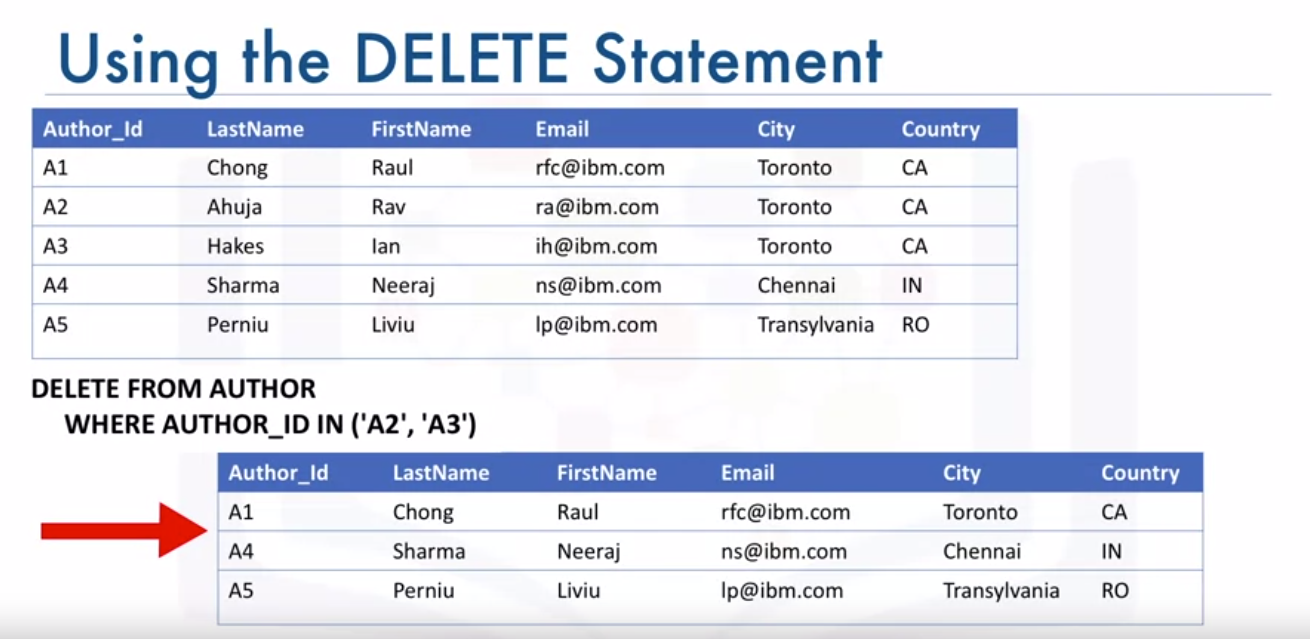 Using the DELETE Statement
Author_Id LastName FirstName Email City Country
A1 Chong Raul rfc@ibm.com Toronto CA
A2 Ahuja Rav ra@ibm.com Toronto CA
A3 Hakes Ian ih@ibm.com Toronto CA
A4 Sharma Neeraj ns@ibm.com Chennai IN
A5 Perniu Liviu lp@ibm.com Transylvania RO
DELETE FROM AUTHOR
WHERE AUTHOR_ID IN ('A2', 'A3')
Author_Id LastName FirstName Email City Country
A1 Chong Raul rfc@ibm.com Toronto CA
A4 Sharma Neeraj ns@ibm.com Chennai IN
A5 Perniu Liviu lp@ibm.com Transylvania RO